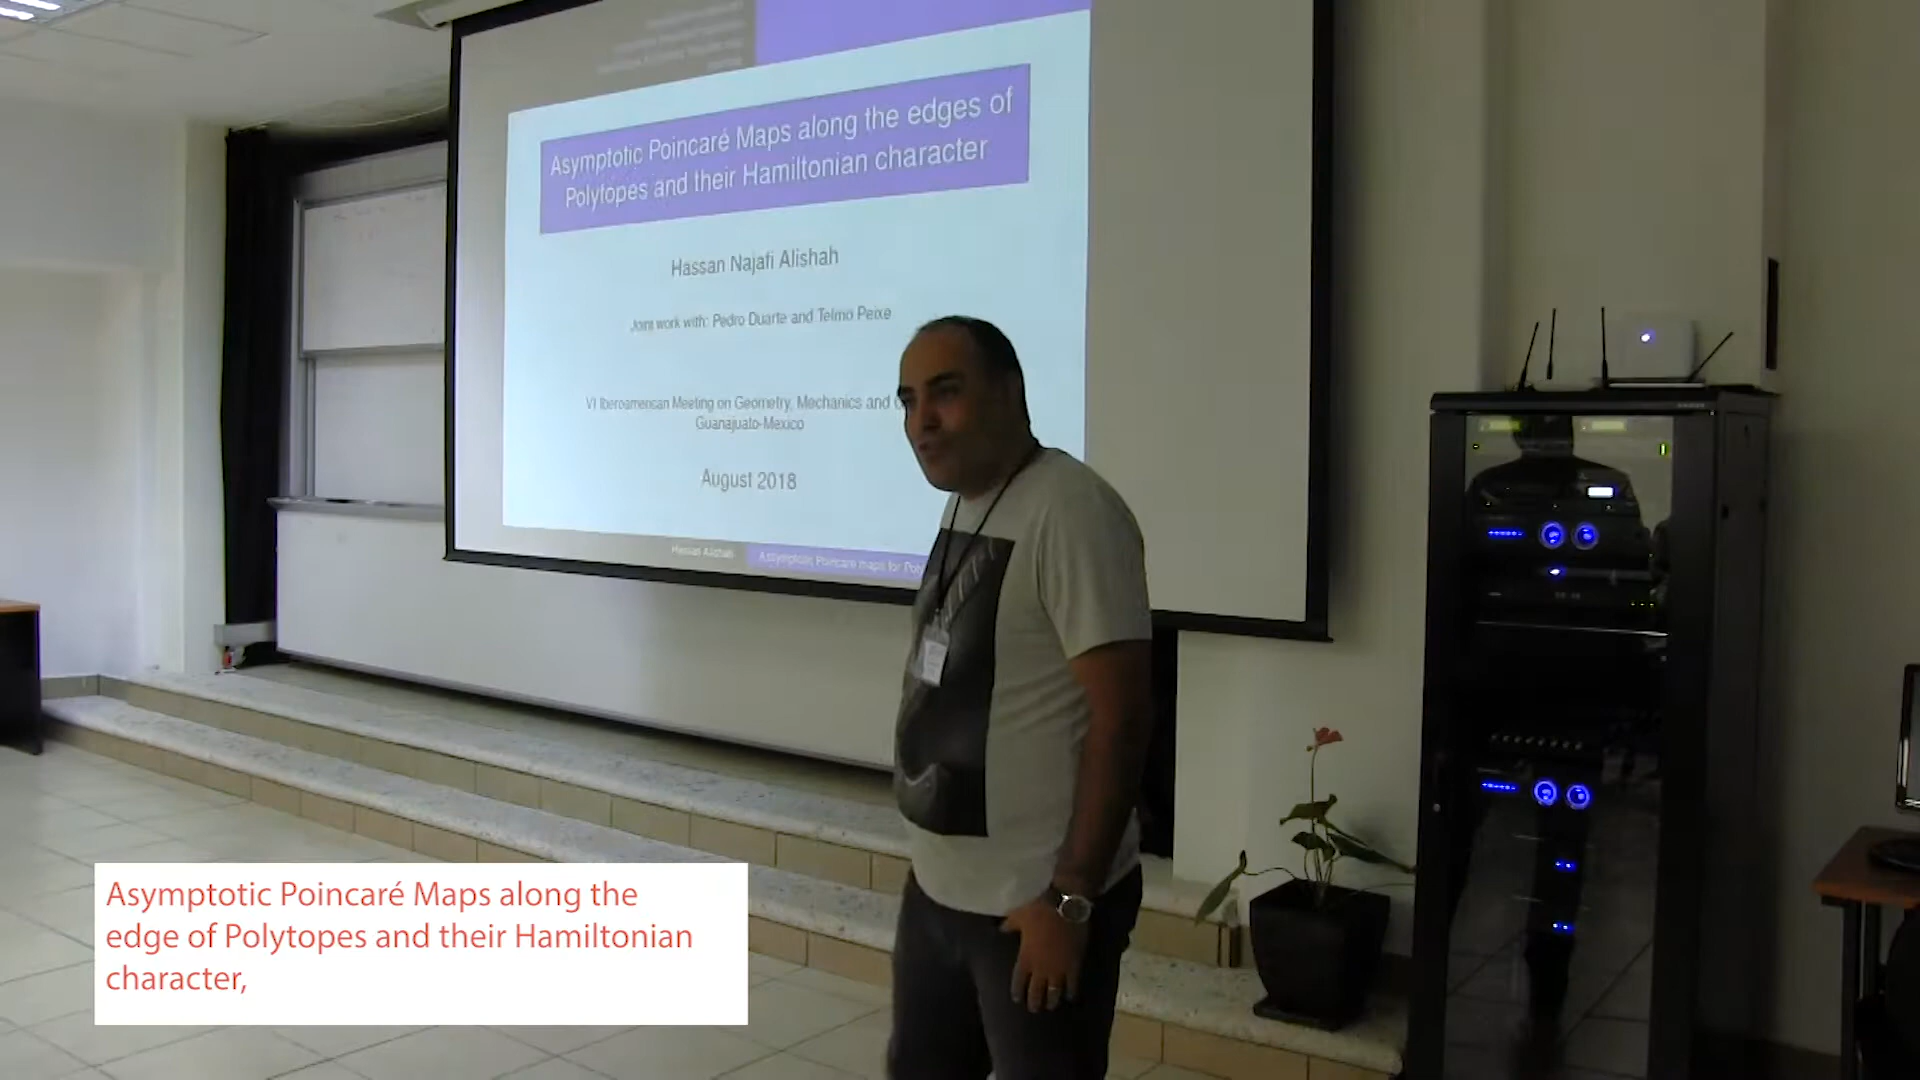 Asymptotic Poincaré Maps along the edges of
Polytopes and their Hamiltonian character
Hassan Najafi Alishah
Joint work with: Pedro Duarte and Telmo Peixe
VI Iberoamerican Meeting on Geometry, Mechanics and
Guanajuato-Mexico
August 2018
Hassan Alishah
Assymptotic Poincare maps for
Asymptotic Poincaré Maps along the
edge of Polytopes and their Hamiltonian
character,